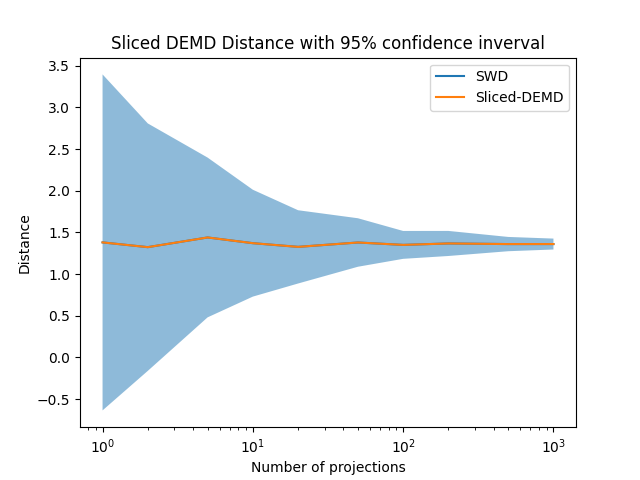 Sliced DEMD Distance with 95% confidence inverval
SWD
Sliced-DEMD
Distance
3.5
3.0
2.5
2.0
1.5
1.0
0.5
0.0
−0.5
10⁰ 10¹ 10² 10³
Number of projections